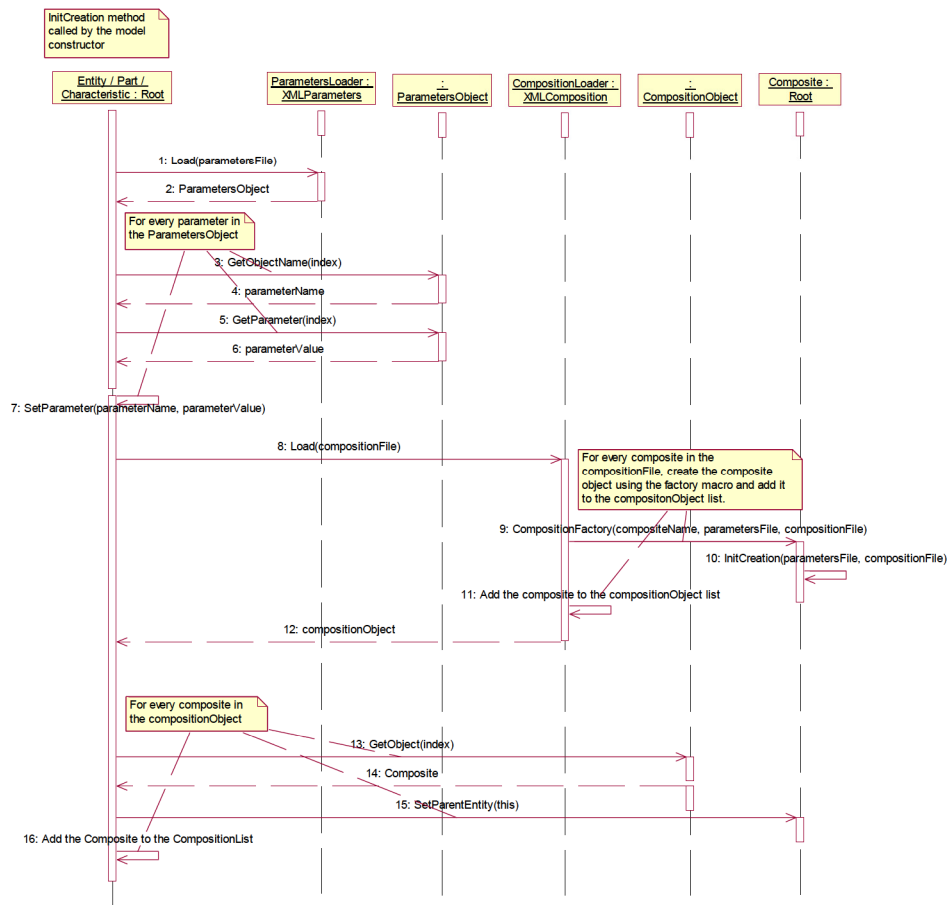 InitCreation method
called by the model
constructor
Entity / Part /
Characteristic : Root
ParametersLoader :
XMLParameters
:
ParametersObject
CompositionLoader :
XMLComposition
:
CompositionObject
Composite :
Root
1: Load(parametersFile)
2: ParametersObject
For every parameter in
the ParametersObject
3: GetObjectName(index)
4: parameterName
5: GetParameter(index)
6: parameterValue
7: SetParameter(parameterName, parameterValue)
8: Load(compositionFile)
For every composite in the
compositionFile, create the composite
object using the factory macro and add it
to the compositonObject list.
9: CompositionFactory(compositeName, parametersFile, compositionFile)
10: InitCreation(parametersFile, compositionFile)
11: Add the composite to the compositionObject list
12: compositionObject
For every composite in
the compositionObject
13: GetObject(index)
14: Composite
15: SetParentEntity(this)
16: Add the Composite to the CompositionList